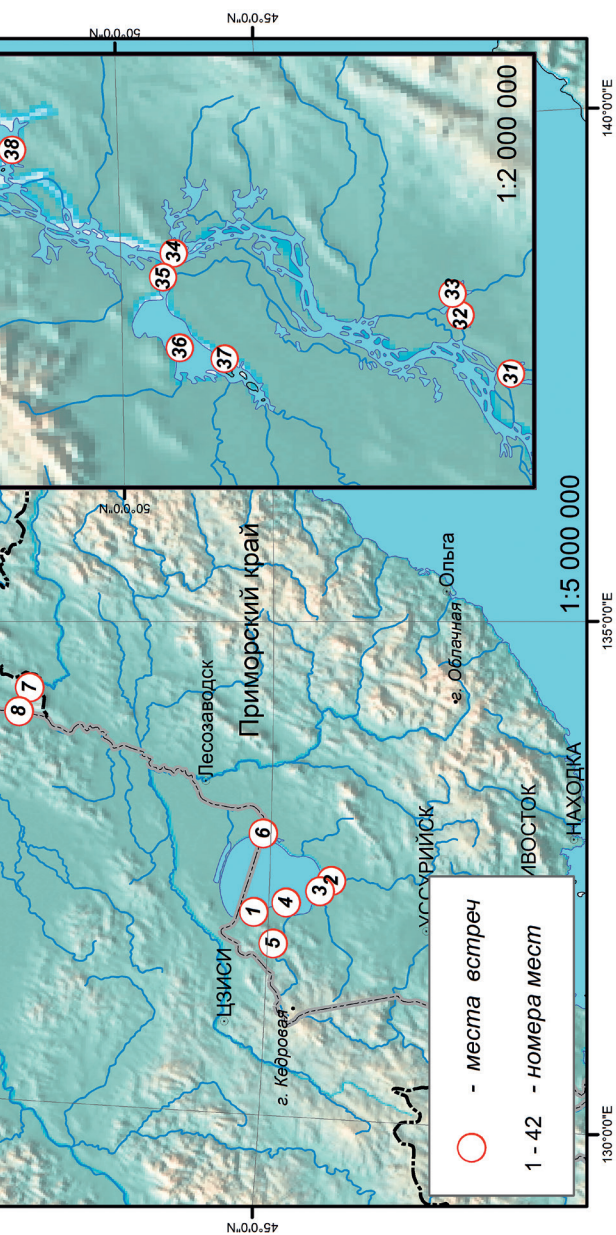 45°0'0"N
50°0'0"N
140°0'0"E
1:2 000 000
38
34
35
36
37
33
32
31
50°0'0"N
1:5 000 000
135°0'0"E
8
7
Приморский край
Лесозаводск
Ольга
г. Облачная
6
1
4
3
2
5
ЦЗИСИ
г. Кедровая
УССУРИЙСК
ИВОСТОК
НАХОДКА
- места встреч
1 - 42 - номера мест
45°0'0"N
130°0'0"E